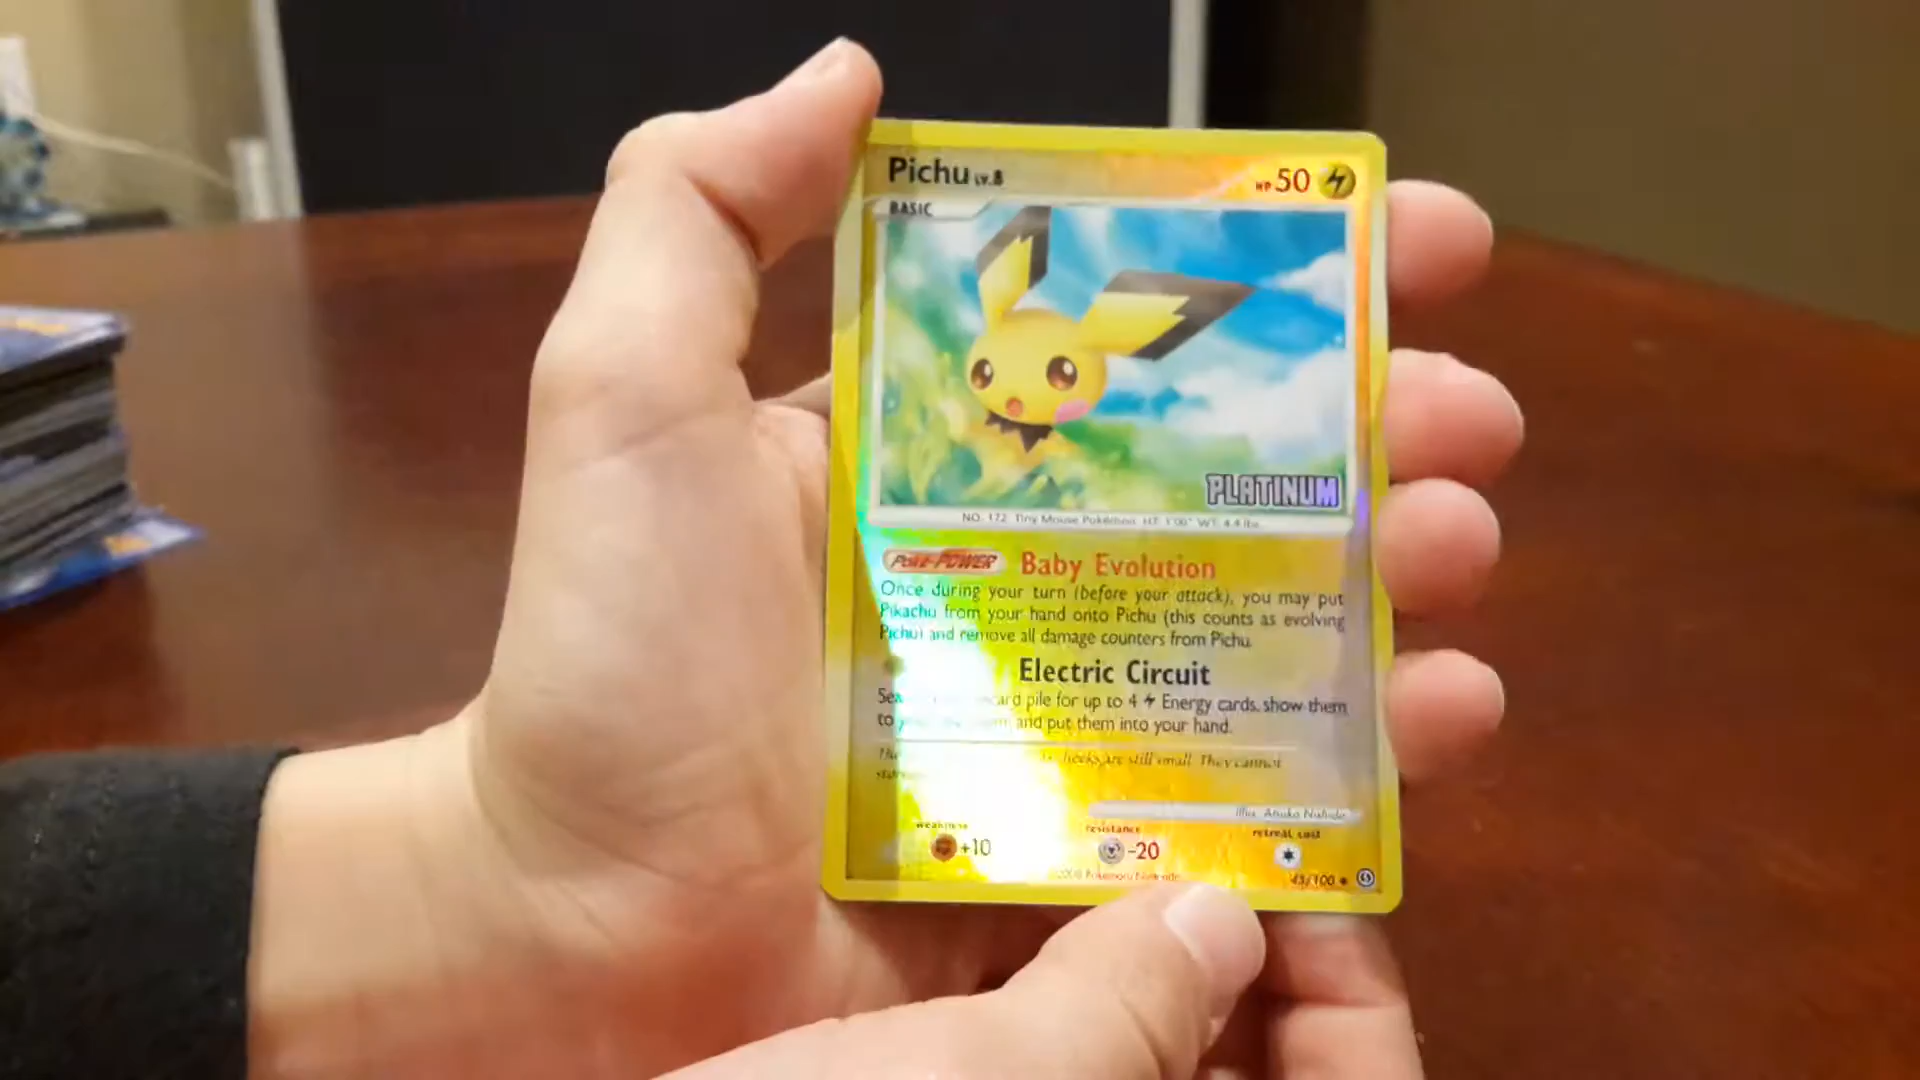 Pichu LV.8 HP 50
BASIC
PLATINUM
NO. 172 Tiny Mouse Pokémon HT: 1'00" WT: 4.4 lbs.
Poké-POWER Baby Evolution
Once during your turn (before your attack), you may put
Pikachu from your hand onto Pichu (this counts as evolving
Pichu) and remove all damage counters from Pichu.
Electric Circuit
card pile for up to 4 Energy cards, show them
to and put them into your hand.
cheeks are still small. They cannot
Illus. Atsuko Nishida
weakness resistance retreat cost
+10 -20
Pokémon Nintendo 45/100